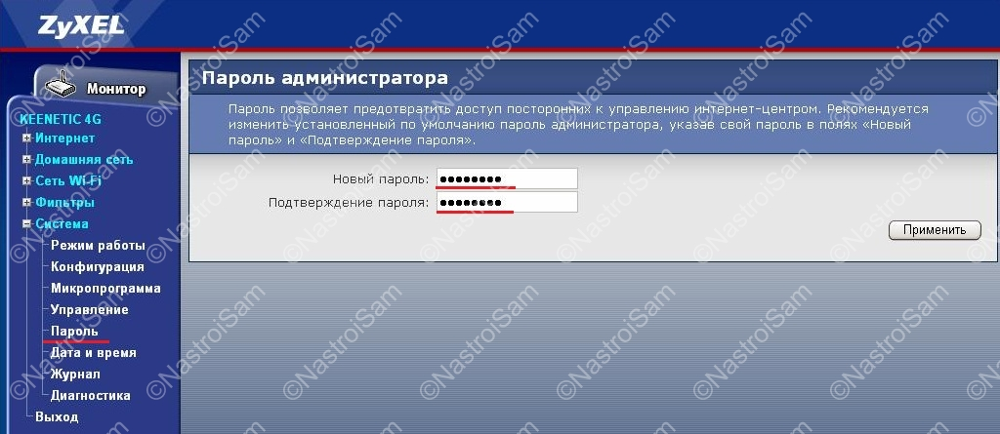 ZyXEL
Монитор
KEENETIC 4G
Интернет
Домашняя сеть
Сеть Wi-Fi
Фильтры
Система
Режим работы
Конфигурация
Микропрограмма
Управление
Пароль
Дата и время
Журнал
Диагностика
Выход
Пароль администратора
Пароль позволяет предотвратить доступ посторонних к управлению интернет-центром. Рекомендуется
изменить установленный по умолчанию пароль администратора, указав свой пароль в полях «Новый
пароль» и «Подтверждение пароля».
Новый пароль: ●●●●●●●●
Подтверждение пароля: ●●●●●●●●
Применить
©NastroiSam